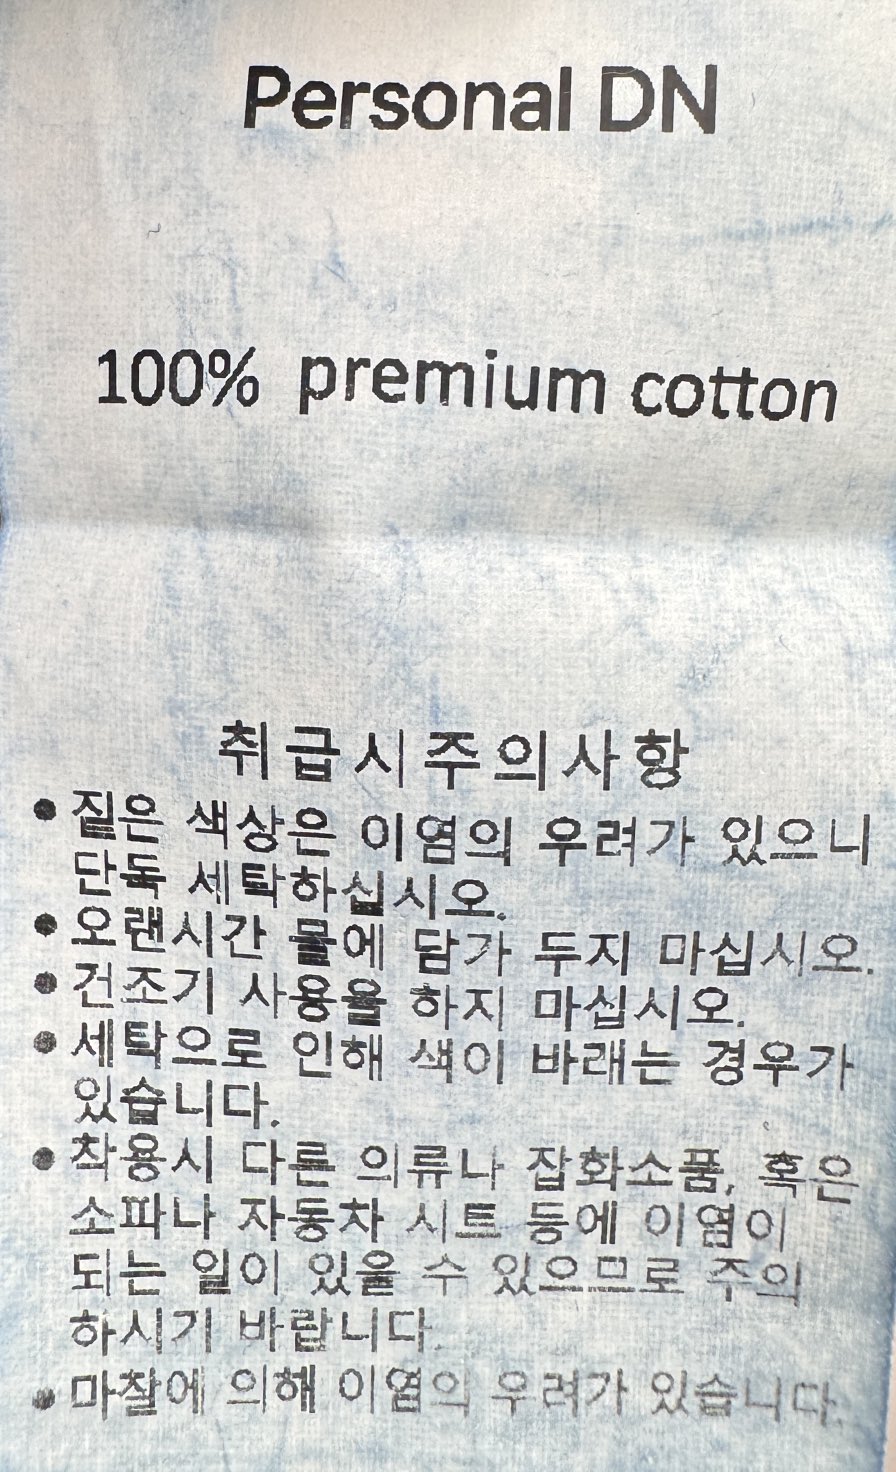 Personal DN
100% premium cotton
취급시주의사항
• 짙은 색상은 이염의 우려가 있으니
단독 세탁하십시오.
• 오랜시간 물에 담가 두지 마십시오.
• 건조기 사용을 하지 마십시오.
• 세탁으로 인해 색이 바래는 경우가
있습니다.
• 착용시 다른 의류나 잡화소품, 혹은
소파나 자동차 시트 등에 이염이
되는 일이 있을 수 있으므로 주의
하시기 바랍니다.
• 마찰에 의해 이염의 우려가 있습니다.